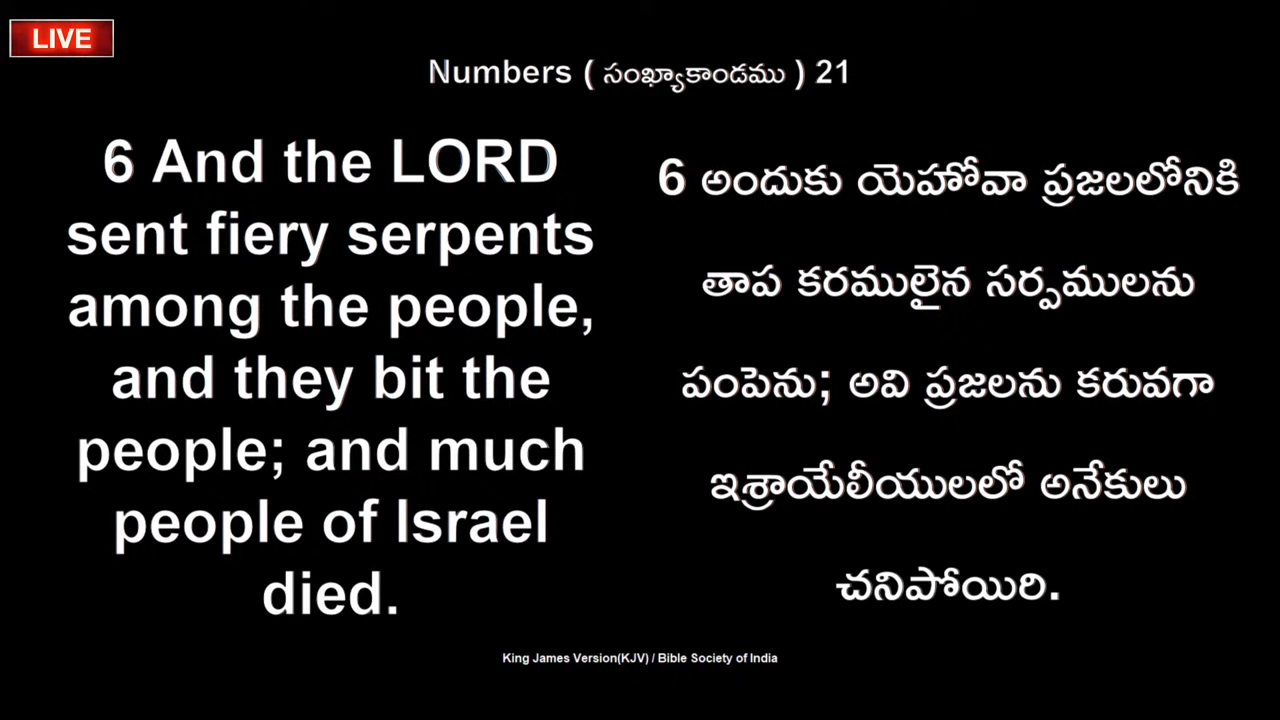 LIVE
Numbers ( సంఖ్యాకాండము ) 21
6 And the LORD
sent fiery serpents
among the people,
and they bit the
people; and much
people of Israel
died.
6 అందుకు యెహోవా ప్రజలలోనికి
తాప కరములైన సర్పములను
పంపెను; అవి ప్రజలను కరువగా
ఇశ్రాయేలీయులలో అనేకులు
చనిపోయిరి.
King James Version(KJV) / Bible Society of India